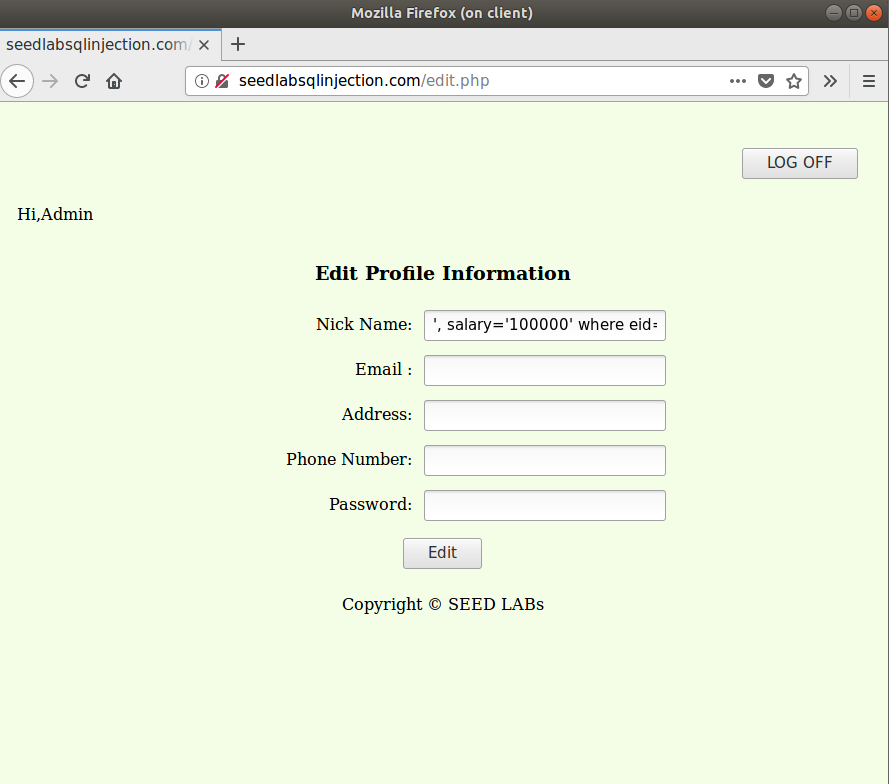 Mozilla Firefox (on client)
seedlabsqlinjection.com/
seedlabsqlinjection.com/edit.php
LOG OFF
Hi,Admin
Edit Profile Information
Nick Name: ', salary='100000' where eid=
Email :
Address:
Phone Number:
Password:
Edit
Copyright © SEED LABs